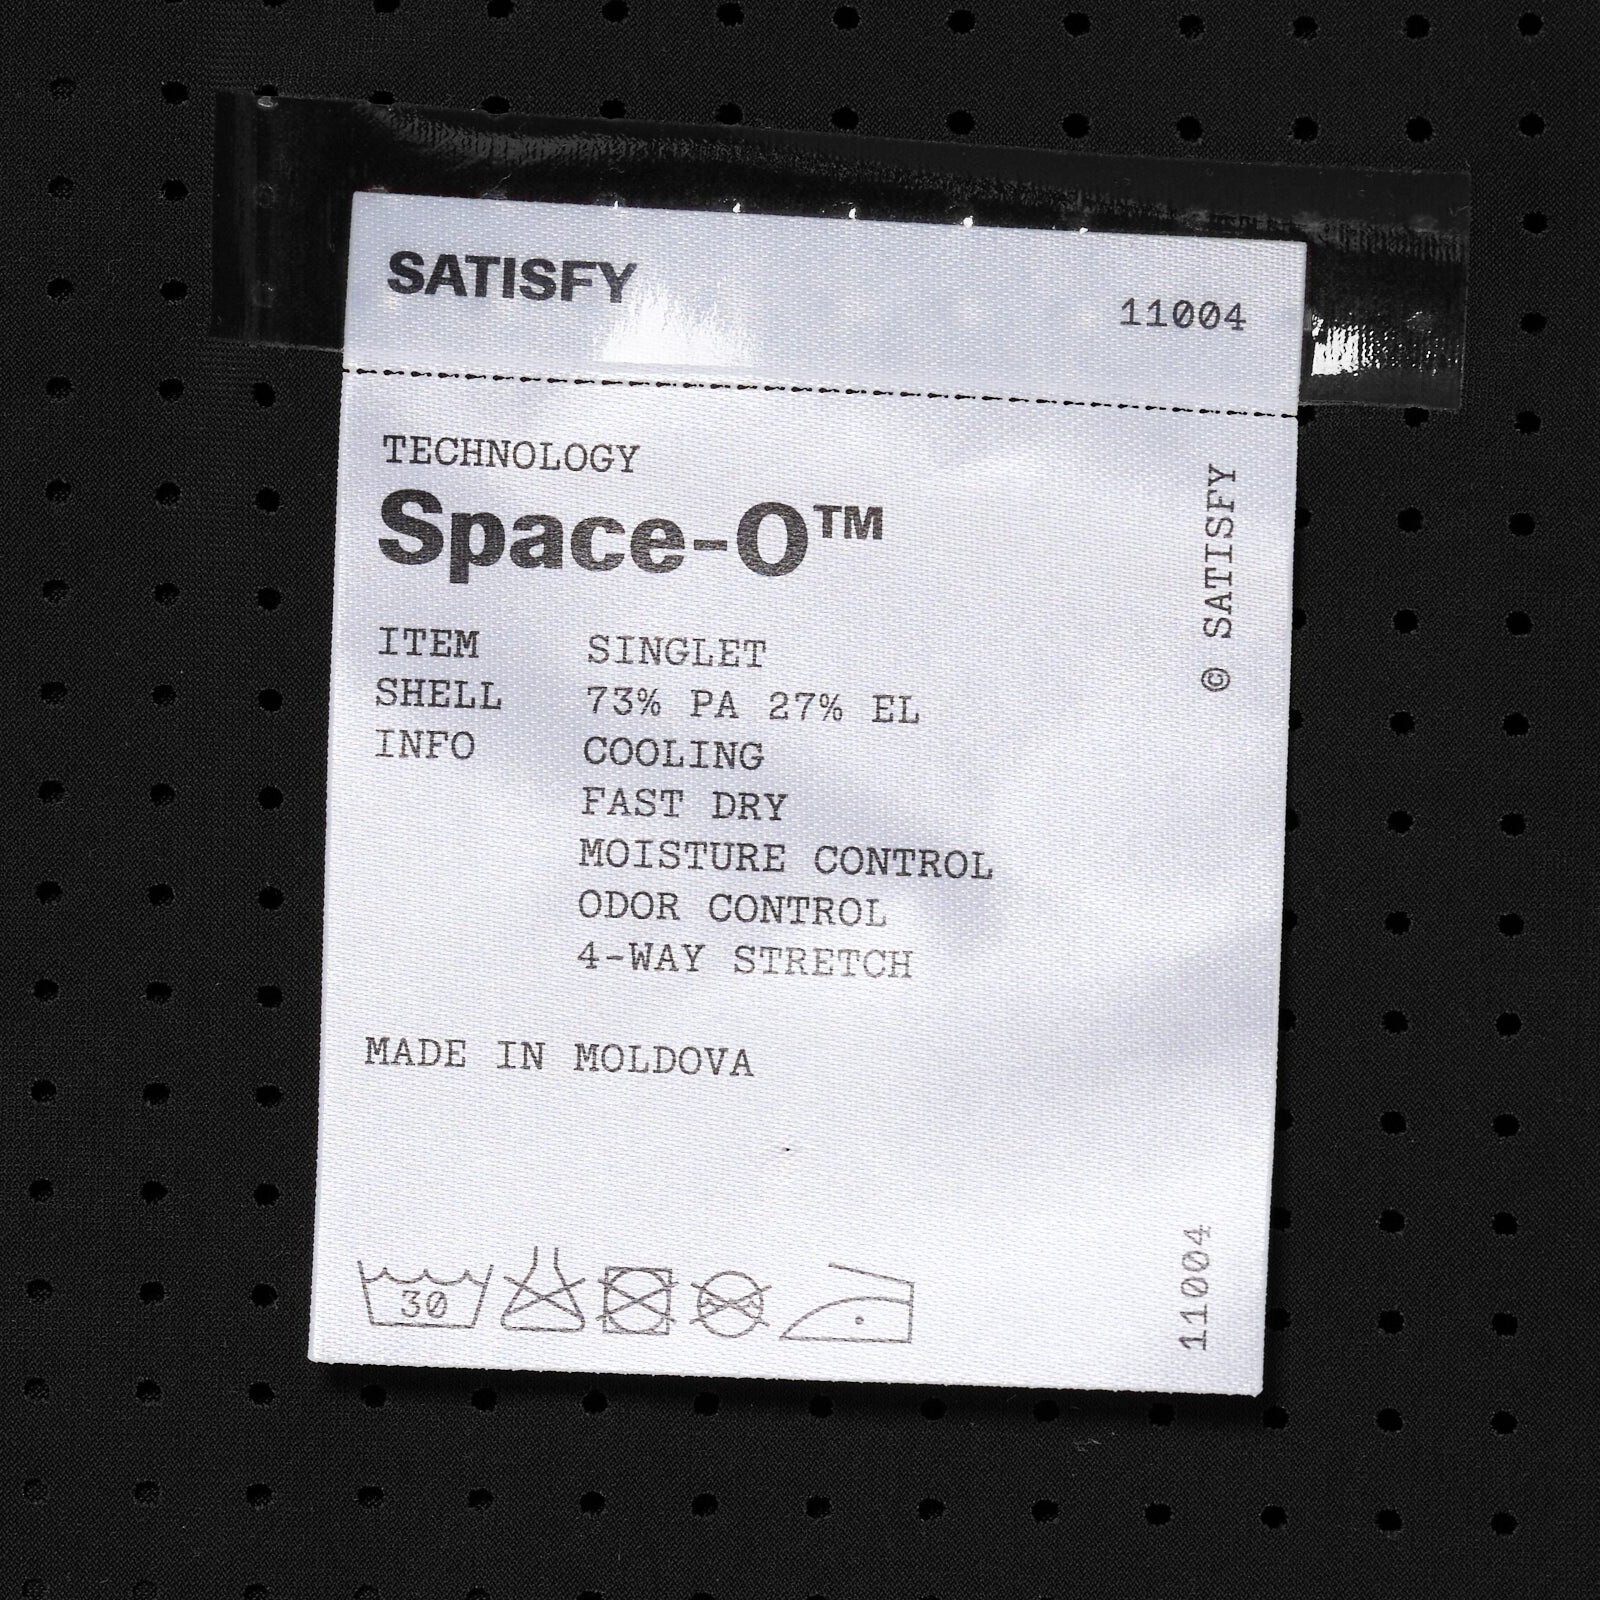 SATISFY
11004
TECHNOLOGY
Space-O™
© SATISFY
ITEM SINGLET
SHELL 73% PA 27% EL
INFO COOLING
FAST DRY
MOISTURE CONTROL
ODOR CONTROL
4-WAY STRETCH
MADE IN MOLDOVA
30
11004